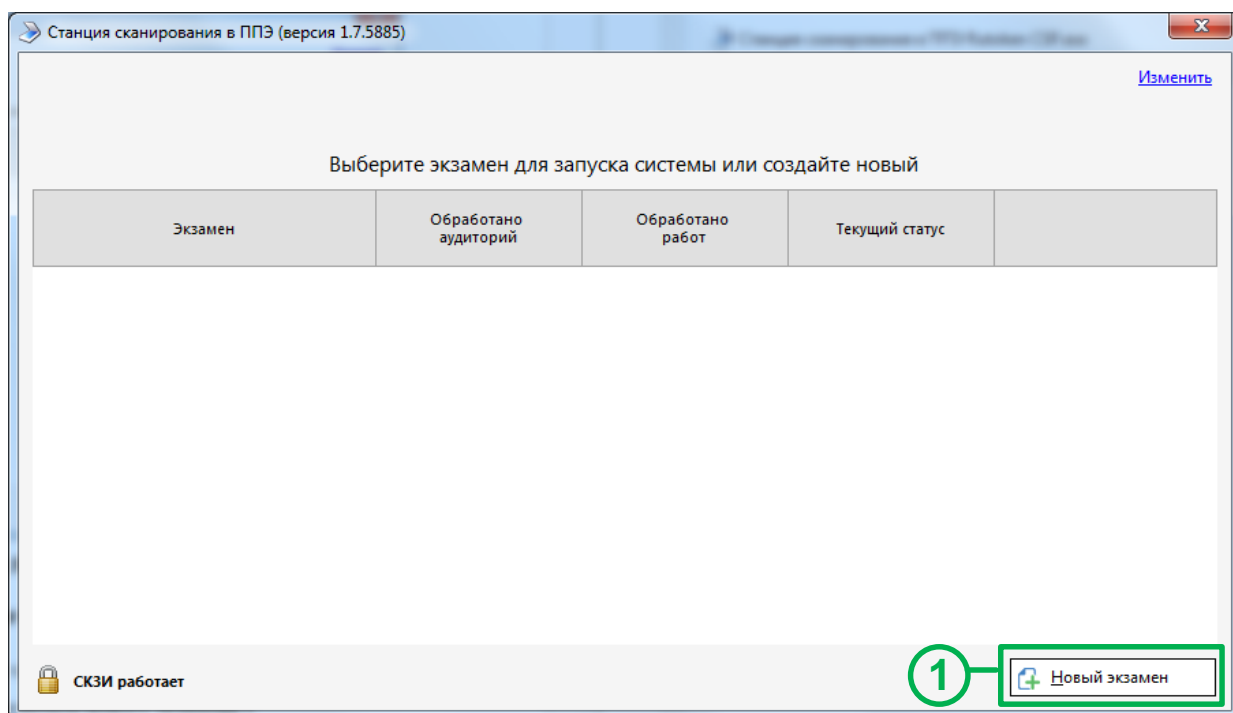 Станция сканирования в ППЭ (версия 1.7.5885)
Изменить
Выберите экзамен для запуска системы или создайте новый
Экзамен
Обработано
аудиторий
Обработано
работ
Текущий статус
СКЗИ работает
1
Новый экзамен